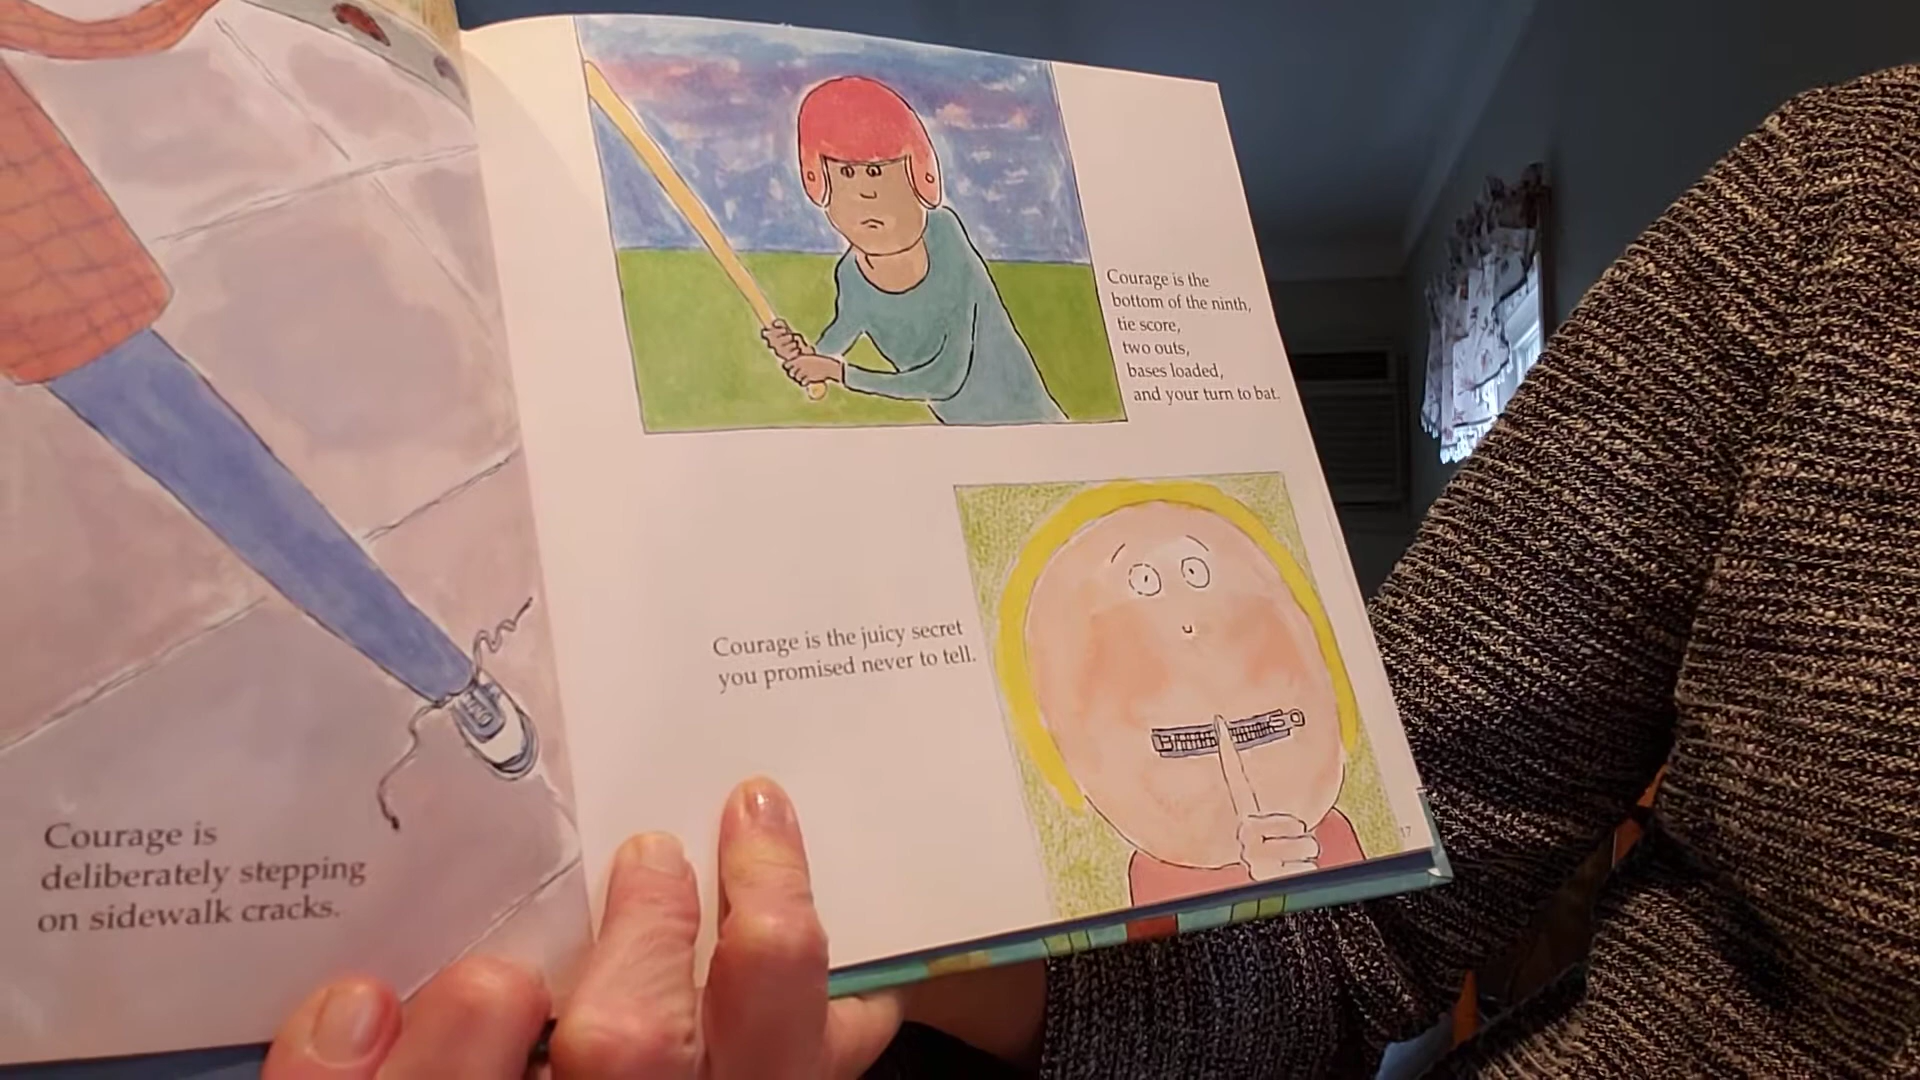 Courage is
deliberately stepping
on sidewalk cracks.
Courage is the
bottom of the ninth,
tie score,
two outs,
bases loaded,
and your turn to bat.
Courage is the juicy secret
you promised never to tell.
17